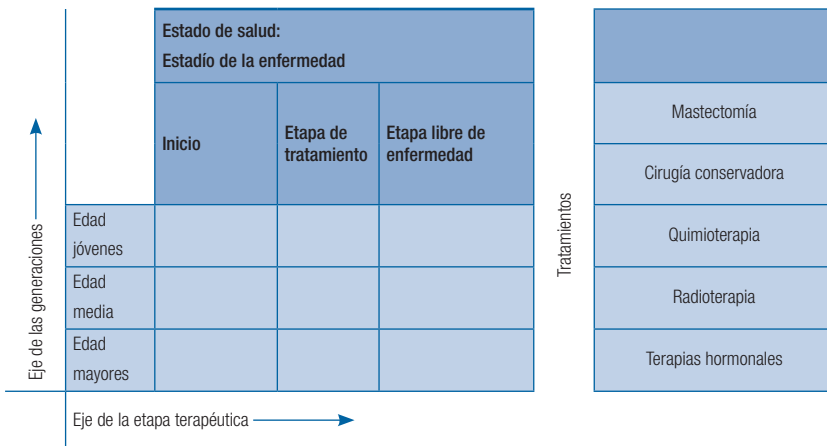 Estado de salud:
Estadío de la enfermedad
Inicio
Etapa de
tratamiento
Etapa libre de
enfermedad
Edad
jóvenes
Edad
media
Edad
mayores
Eje de las generaciones
Eje de la etapa terapéutica
Tratamientos
Mastectomía
Cirugía conservadora
Quimioterapia
Radioterapia
Terapias hormonales